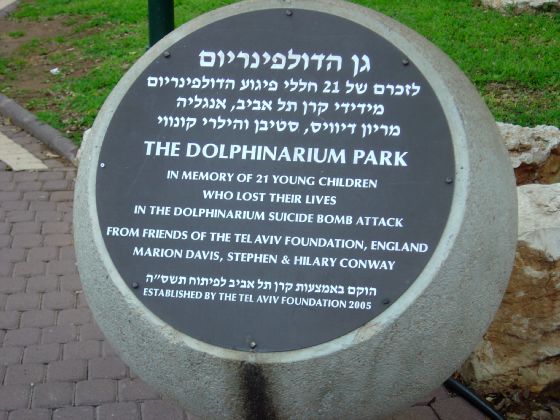 גן הדולפינריום
לזכרם של 21 חללי פיגוע הדולפינריום
מידידי קרן תל אביב, אנגליה
מריון דיוויס, סטיבן והילרי קונווי
THE DOLPHINARIUM PARK
IN MEMORY OF 21 YOUNG CHILDREN
WHO LOST THEIR LIVES
IN THE DOLPHINARIUM SUICIDE BOMB ATTACK
FROM FRIENDS OF THE TEL AVIV FOUNDATION, ENGLAND
MARION DAVIS, STEPHEN & HILARY CONWAY
הוקם באמצעות קרן תל אביב לפיתוח תשס"ה
ESTABLISHED BY THE TEL AVIV FOUNDATION 2005